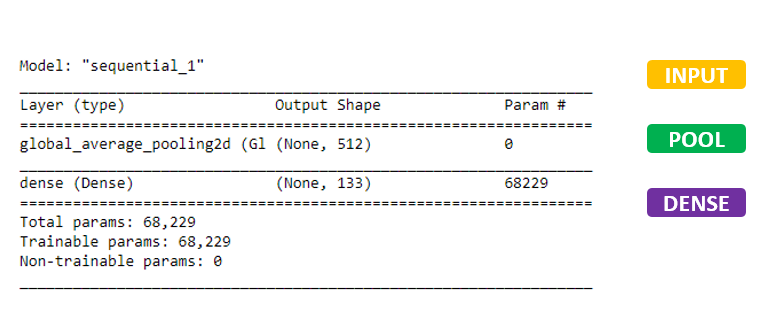 Model: "sequential_1"
INPUT
Layer (type) Output Shape Param #
global_average_pooling2d (Gl (None, 512) 0
POOL
dense (Dense) (None, 133) 68229
DENSE
Total params: 68,229
Trainable params: 68,229
Non-trainable params: 0